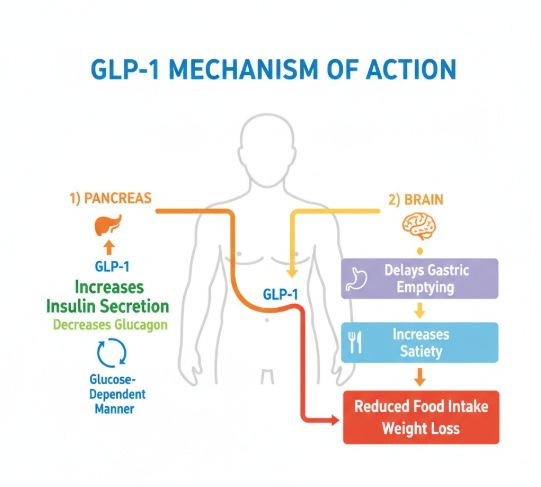 GLP-1 MECHANISM OF ACTION
1) PANCREAS
GLP-1
Increases
Insulin Secretion
Decreases Glucagon
Glucose-
Dependent
Manner
GLP-1
2) BRAIN
Delays Gastric
Emptying
Increases
Satiety
Reduced Food Intake
Weight Loss